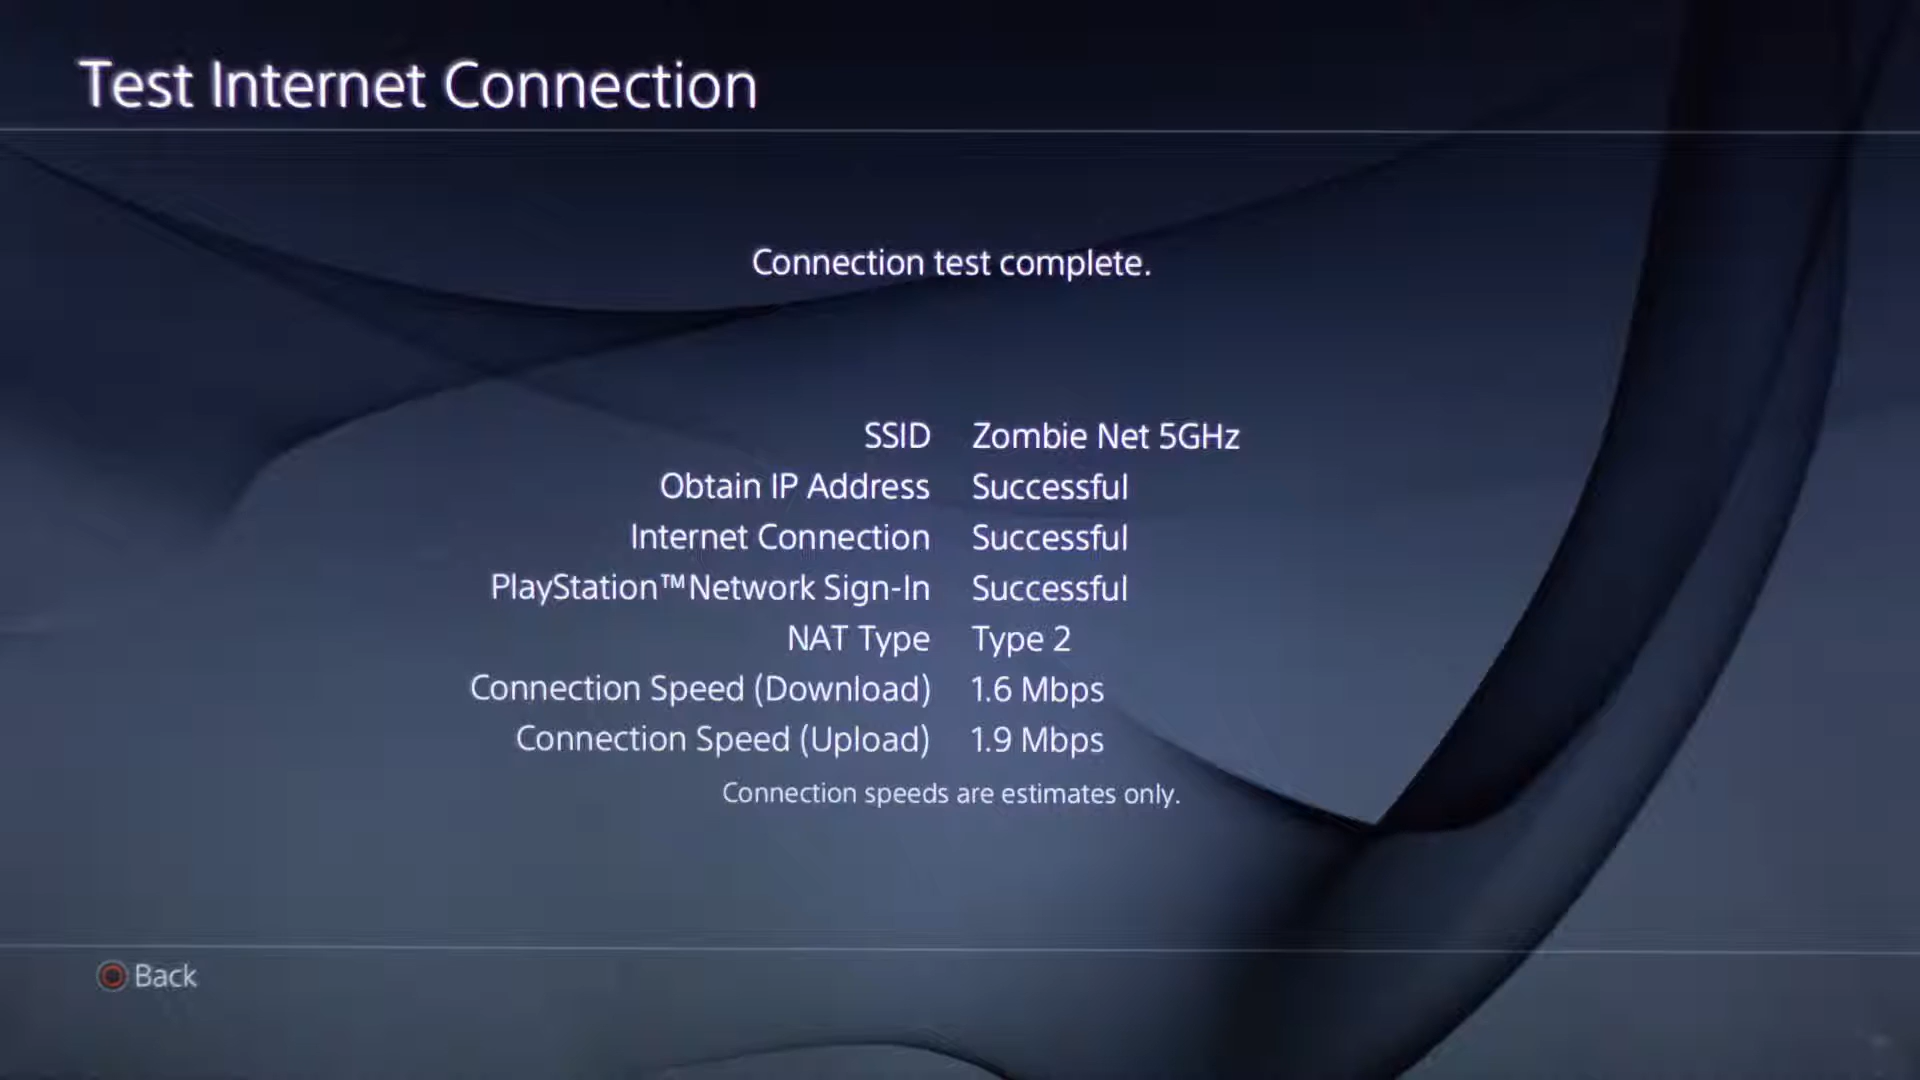 Test Internet Connection
Connection test complete.
SSID Zombie Net 5GHz
Obtain IP Address Successful
Internet Connection Successful
PlayStation™Network Sign-In Successful
NAT Type Type 2
Connection Speed (Download) 1.6 Mbps
Connection Speed (Upload) 1.9 Mbps
Connection speeds are estimates only.
Back